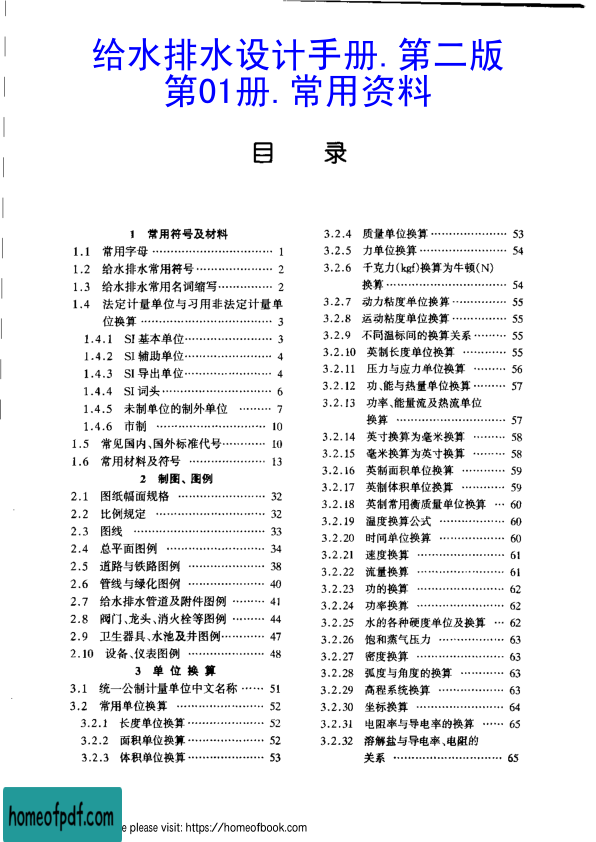 给水排水设计手册.第二版
第01册.常用资料
目 录
1 常用符号及材料
1.1 常用字母 ………………………… 1
1.2 给水排水常用符号 ……………… 2
1.3 给水排水常用名词缩写 ………… 2
1.4 法定计量单位与习用非法定计量单
位换算 ………………………… 3
1.4.1 SI基本单位 ………………… 3
1.4.2 SI辅助单位 ………………… 4
1.4.3 SI导出单位 ………………… 4
1.4.4 SI词头 ……………………… 6
1.4.5 未制单位的制外单位 ……… 7
1.4.6 市制 ……………………… 10
1.5 常见国内、国外标准代号 ……… 10
1.6 常用材料及符号 ……………… 13
2 制图、图例
2.1 图纸幅面规格 ………………… 32
2.2 比例规定 ……………………… 32
2.3 图线 …………………………… 33
2.4 总平面图例 …………………… 34
2.5 道路与铁路图例 ……………… 38
2.6 管线与绿化图例 ……………… 40
2.7 给水排水管道及附件图例 ……… 41
2.8 阀门、龙头、消火栓等图例 ……… 44
2.9 卫生器具、水池及井图例 ……… 47
2.10 设备、仪表图例 ……………… 48
3 单位换算
3.1 统一公制计量单位中文名称 …… 51
3.2 常用单位换算 ………………… 52
3.2.1 长度单位换算 ……………… 52
3.2.2 面积单位换算 ……………… 52
3.2.3 体积单位换算 ……………… 53
3.2.4 质量单位换算 ……………… 53
3.2.5 力单位换算 ………………… 54
3.2.6 千克力(kgf)换算为牛顿(N)
换算 ……………………… 54
3.2.7 动力粘度单位换算 ………… 55
3.2.8 运动粘度单位换算 ………… 55
3.2.9 不同温标间的换算关系 ……… 55
3.2.10 英制长度单位换算 ………… 55
3.2.11 压力与应力单位换算 ……… 56
3.2.12 功、能与热量单位换算 ……… 57
3.2.13 功率、能量流及热流单位
换算 ……………………… 57
3.2.14 英寸换算为毫米换算 ……… 58
3.2.15 毫米换算为英寸换算 ……… 58
3.2.16 英制面积单位换算 ………… 59
3.2.17 英制体积单位换算 ………… 59
3.2.18 英制常用衡质量单位换算 … 60
3.2.19 温度换算公式 ……………… 60
3.2.20 时间单位换算 ……………… 60
3.2.21 速度换算 ………………… 61
3.2.22 流量换算 ………………… 61
3.2.23 功的换算 ………………… 62
3.2.24 功率换算 ………………… 62
3.2.25 水的各种硬度单位及换算 … 62
3.2.26 饱和蒸气压力 ……………… 63
3.2.27 密度换算 ………………… 63
3.2.28 弧度与角度的换算 ………… 63
3.2.29 高程系统换算 ……………… 63
3.2.30 坐标换算 ………………… 64
3.2.31 电阻率与导电率的换算 …… 65
3.2.32 溶解盐与导电率、电阻的
关系 ……………………… 65
homeofpdf.com
e please visit: https://homeofbook.com